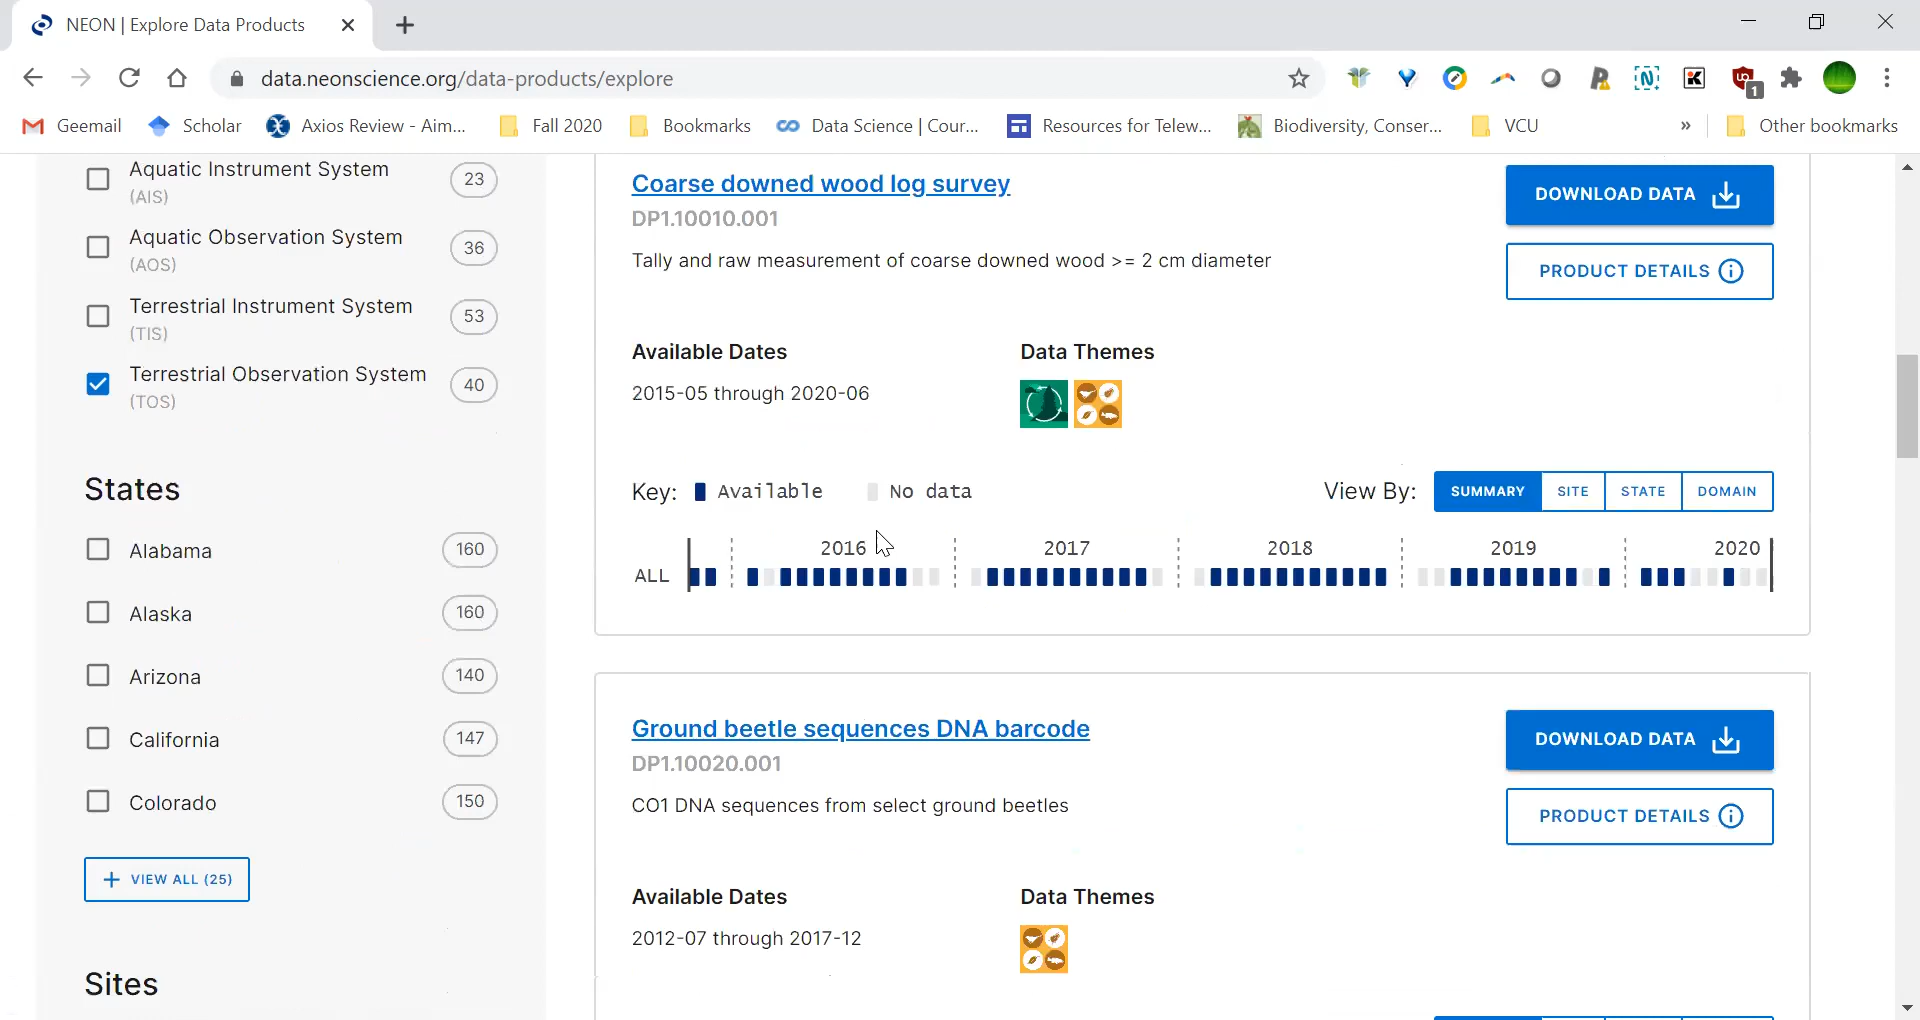 NEON | Explore Data Products
data.neonscience.org/data-products/explore
1
Geemail
Scholar
Axios Review - Aim...
Fall 2020
Bookmarks
Data Science | Cour...
Resources for Telew...
Biodiversity, Conser...
VCU
»
Other bookmarks
Aquatic Instrument System
(AIS)
23
Aquatic Observation System
(AOS)
36
Terrestrial Instrument System
(TIS)
53
Terrestrial Observation System
(TOS)
40
States
Alabama 160
Alaska 160
Arizona 140
California 147
Colorado 150
+ VIEW ALL (25)
Sites
Coarse downed wood log survey
DP1.10010.001
Tally and raw measurement of coarse downed wood >= 2 cm diameter
DOWNLOAD DATA
PRODUCT DETAILS
Available Dates
2015-05 through 2020-06
Data Themes
Key: Available No data
View By: SUMMARY SITE STATE DOMAIN
2016 2017 2018 2019 2020
ALL
Ground beetle sequences DNA barcode
DP1.10020.001
CO1 DNA sequences from select ground beetles
DOWNLOAD DATA
PRODUCT DETAILS
Available Dates
2012-07 through 2017-12
Data Themes